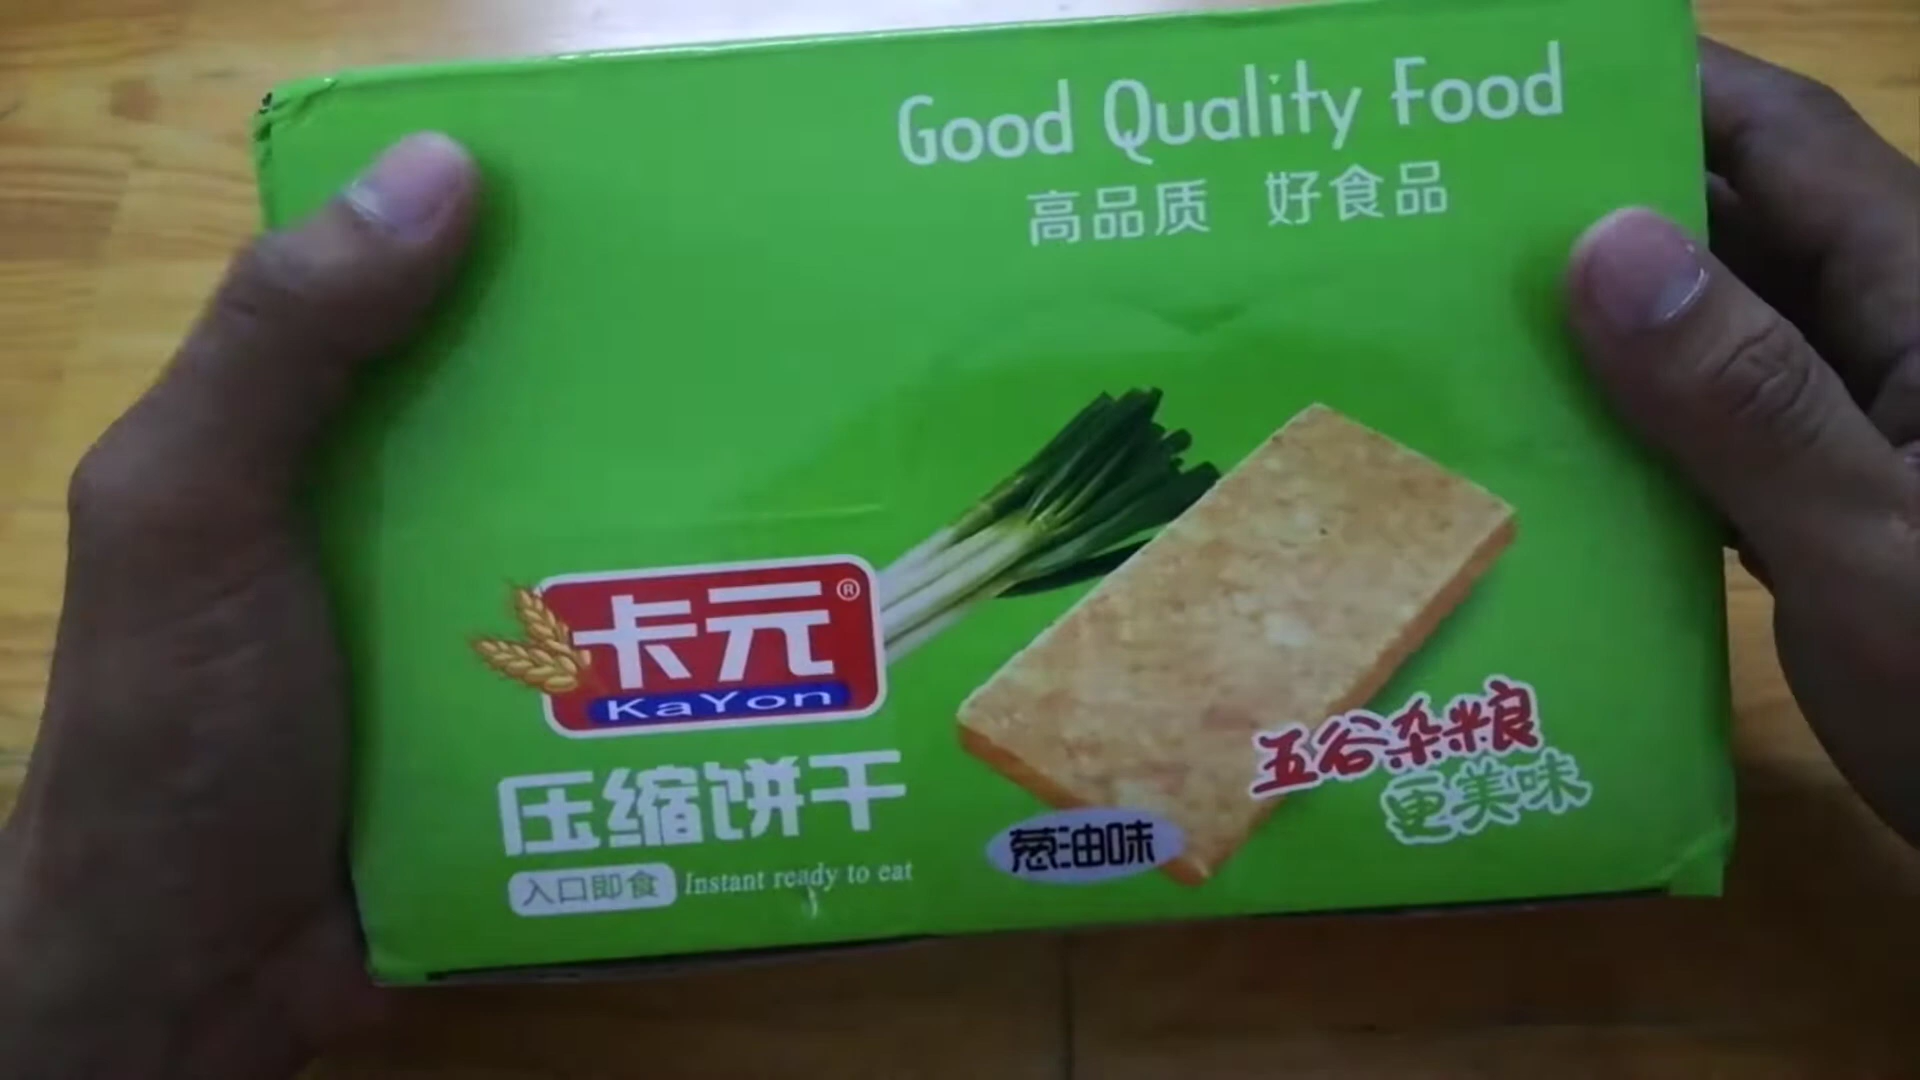 Good Quality Food
高品质 好食品
卡元®
KaYon
压缩饼干
入口即食 Instant ready to eat
葱油味
五谷杂粮
更美味